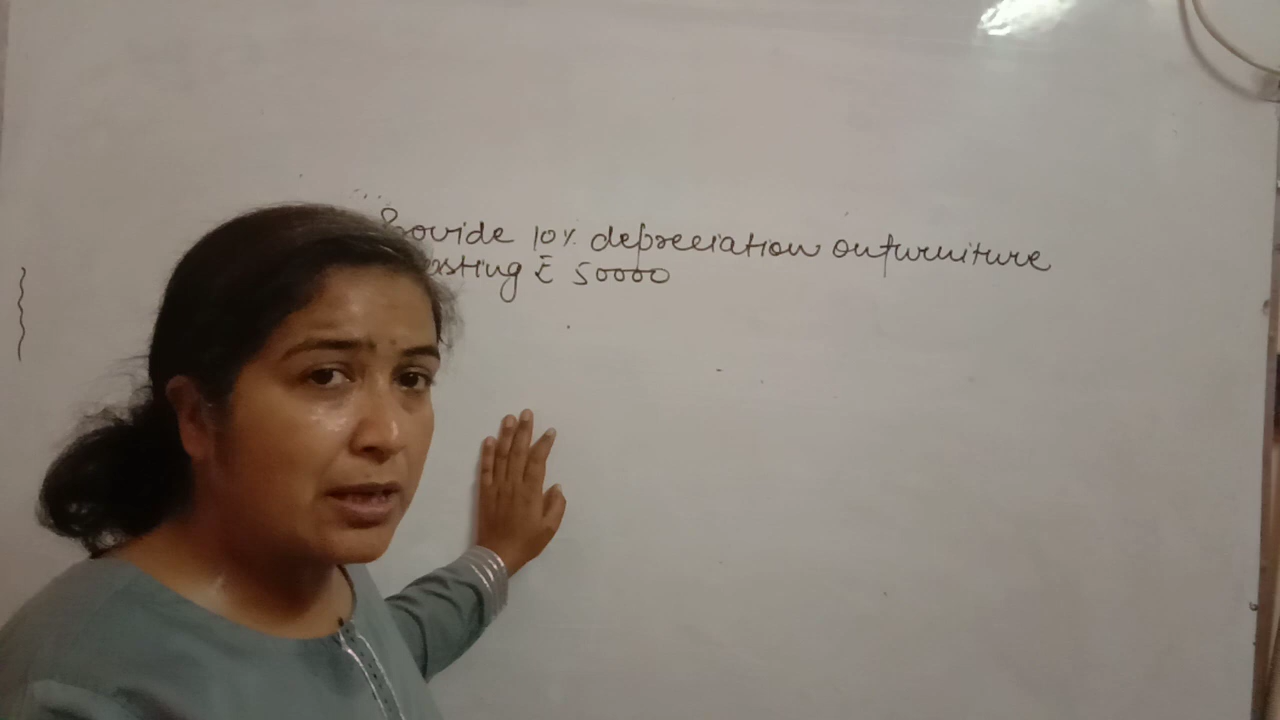 Provide 10% depreciation on furniture
costing ₹ 50000